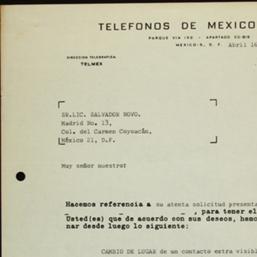 TELEFONOS DE MEXICO
PARQUE VIA 190 - APARTADO
MEXICO-5, D. F. Abril 16
DIRECCION TELEGRAFICA
TELMEX
SR.LIC. SALVADOR NOVO.
Madrid No. 13,
Col. del Carmen Coyoacán,
México 21, D.F.
Muy señor nuestro:
Hacemos referencia a su atenta solicitud presenta
, para tener el
Usted(es) que de acuerdo con sus deseos, hemo
nar desde luego lo siguiente:
CAMBIO DE LUGAR de un contacto extra visibl